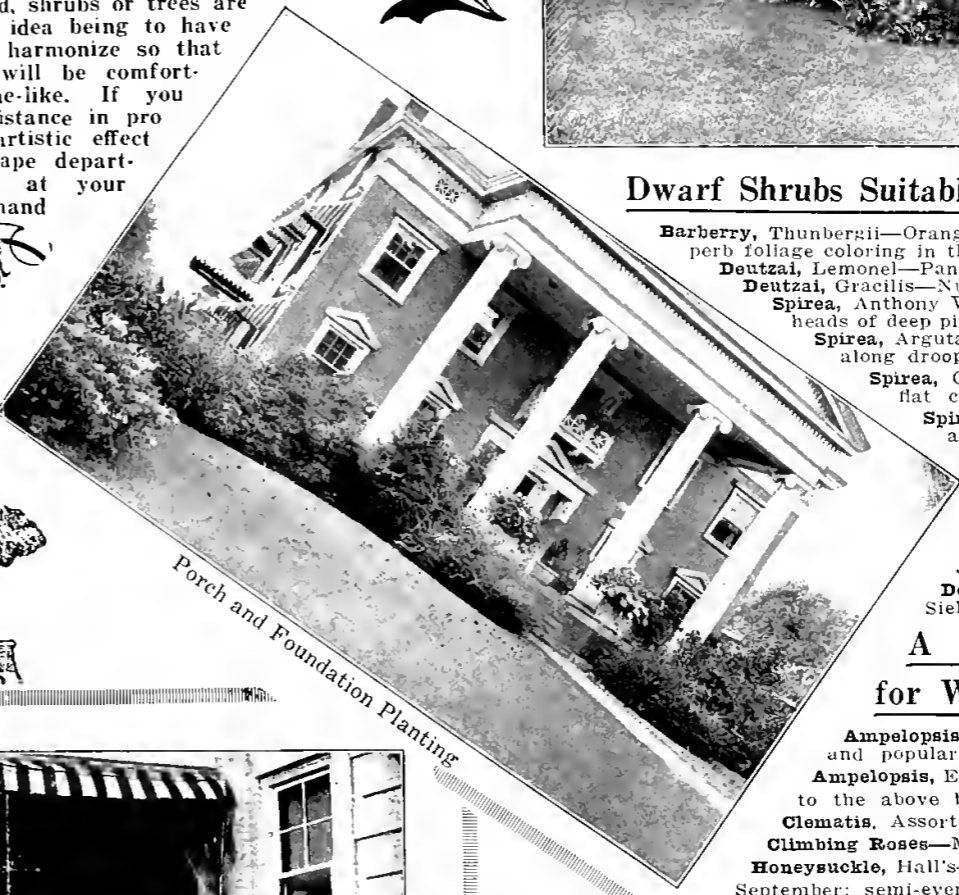 d, shrubs or trees are
idea being to have
harmonize so that
will be comfort-
e-like. If you
istance in pro
artistic effect
ape depart-
at your
nand
Porch and Foundation Planting
Dwarf Shrubs Suitabl
Barberry, Thunbergii—Orang
perb foliage coloring in th
Deutzai, Lemonel—Pan
Deutzai, Gracilis—Nu
Spirea, Anthony W
heads of deep pi
Spirea, Arguta
along droop
Spirea, C
flat c
Spir
a
De
Siel
A
for W
Ampelopsis
and popular
Ampelopsis, E
to the above b
Clematis, Assort
Climbing Roses—M
Honeysuckle, Hall's-
September; semi-ever